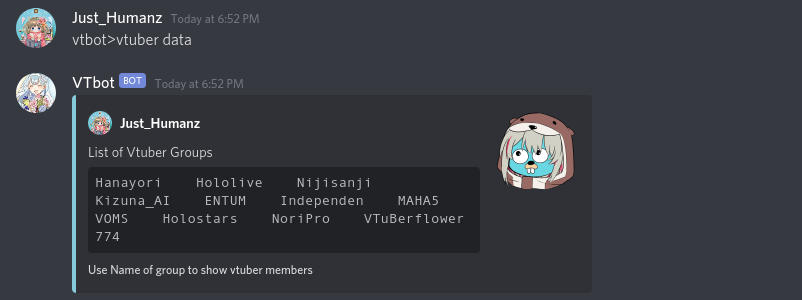 Just_Humanz Today at 6:52 PM
vtbot>vtuber data
VTbot BOT Today at 6:52 PM
Just_Humanz
List of Vtuber Groups
Hanayori Hololive Nijisanji
Kizuna_AI ENTUM Independen MAHA5
VOMS Holostars NoriPro VTuBerflower
774
Use Name of group to show vtuber members